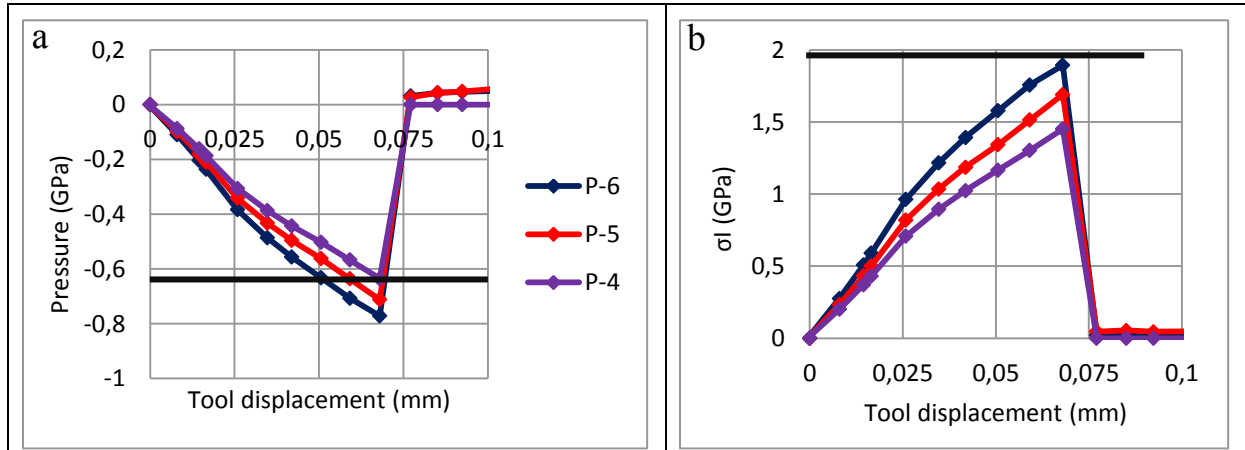 a
0,2
0
-0,2
-0,4
-0,6
-0,8
-1
0 0,025 0,05 0,075 0,1
Pressure (GPa)
Tool displacement (mm)
P-6
P-5
P-4
b
2
1,5
1
0,5
0
0 0,025 0,05 0,075 0,1
σI (GPa)
Tool displacement (mm)